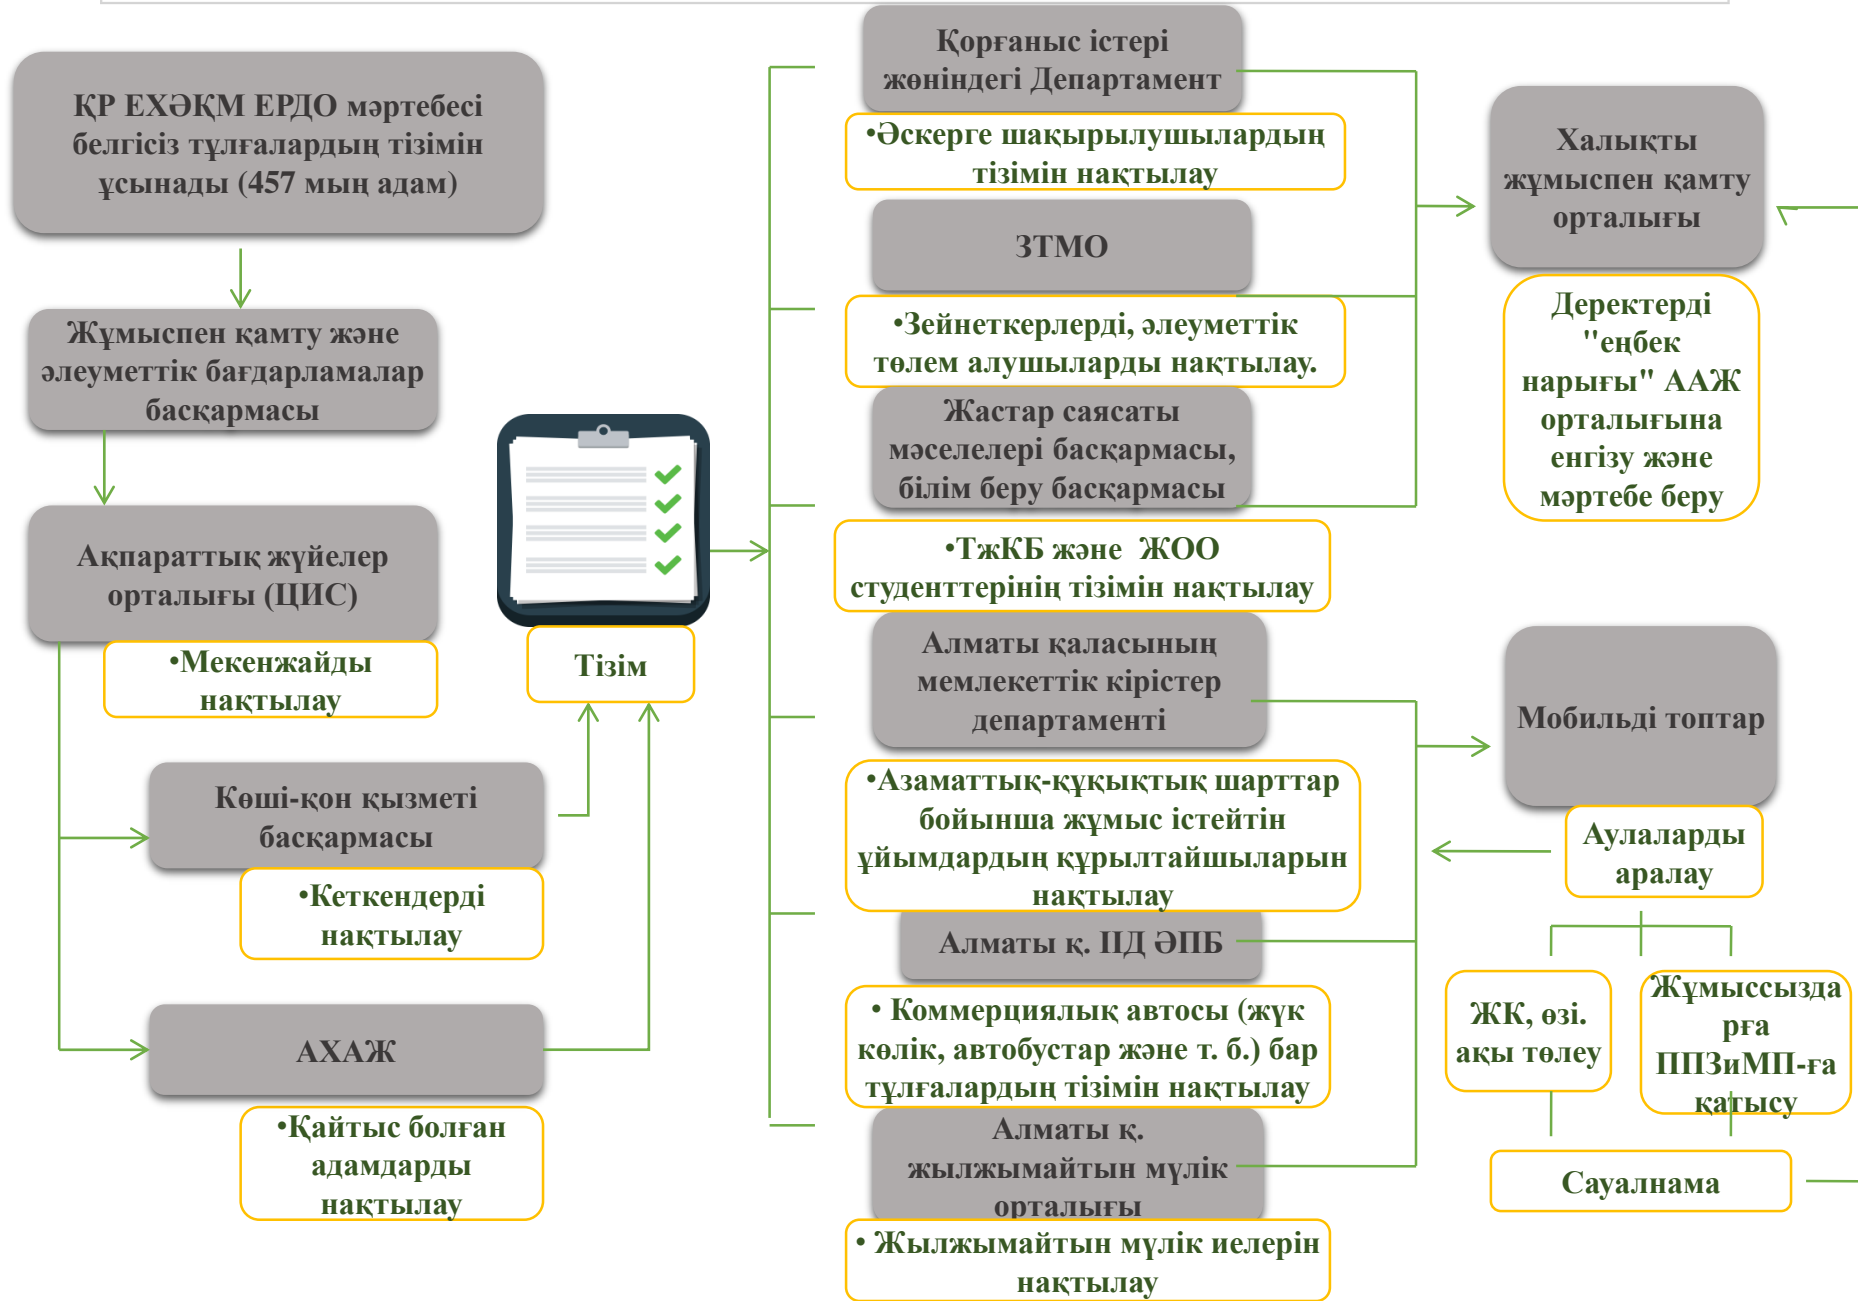 ҚР ЕХӘҚМ ЕРДО мәртебесі
белгісіз тұлғалардың тізімін
ұсынады (457 мың адам)
Жұмыспен қамту және
әлеуметтік бағдарламалар
басқармасы
Ақпараттық жүйелер
орталығы (ЦИС)
•Мекенжайды
нақтылау
Көші-қон қызметі
басқармасы
•Кеткендерді
нақтылау
АХАЖ
•Қайтыс болған
адамдарды
нақтылау
Тізім
Қорғаныс істері
жөніндегі Департамент
•Әскерге шақырылушылардың
тізімін нақтылау
ЗТМО
•Зейнеткерлерді, әлеуметтік
төлем алушыларды нақтылау.
Жастар саясаты
мәселелері басқармасы,
білім беру басқармасы
•ТжКБ және ЖОО
студенттерінің тізімін нақтылау
Алматы қаласының
мемлекеттік кірістер
департаменті
•Азаматтық-құқықтық шарттар
бойынша жұмыс істейтін
ұйымдардың құрылтайшыларын
нақтылау
Алматы қ. ІІД ӘПБ
• Коммерциялық автосы (жүк
көлік, автобустар және т. б.) бар
тұлғалардың тізімін нақтылау
Алматы қ.
жылжымайтын мүлік
орталығы
• Жылжымайтын мүлік иелерін
нақтылау
Халықты
жұмыспен қамту
орталығы
Деректерді
"еңбек
нарығы" ААЖ
орталығына
енгізу және
мәртебе беру
Мобильді топтар
Аулаларды
аралау
ЖК, өзі.
ақы төлеу
Жұмыссызда
рға
ППЗиМП-ға
қатысу
Сауалнама